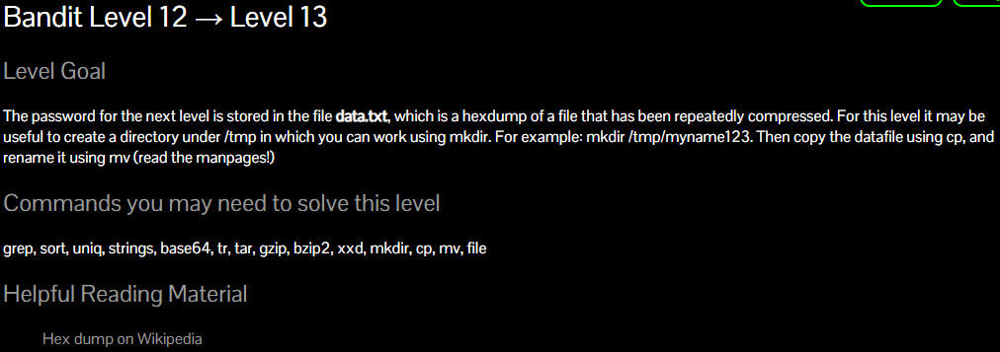 Bandit Level 12 → Level 13
Level Goal
The password for the next level is stored in the file data.txt, which is a hexdump of a file that has been repeatedly compressed. For this level it may be
useful to create a directory under /tmp in which you can work using mkdir. For example: mkdir /tmp/myname123. Then copy the datafile using cp, and
rename it using mv (read the manpages!)
Commands you may need to solve this level
grep, sort, uniq, strings, base64, tr, tar, gzip, bzip2, xxd, mkdir, cp, mv, file
Helpful Reading Material
Hex dump on Wikipedia